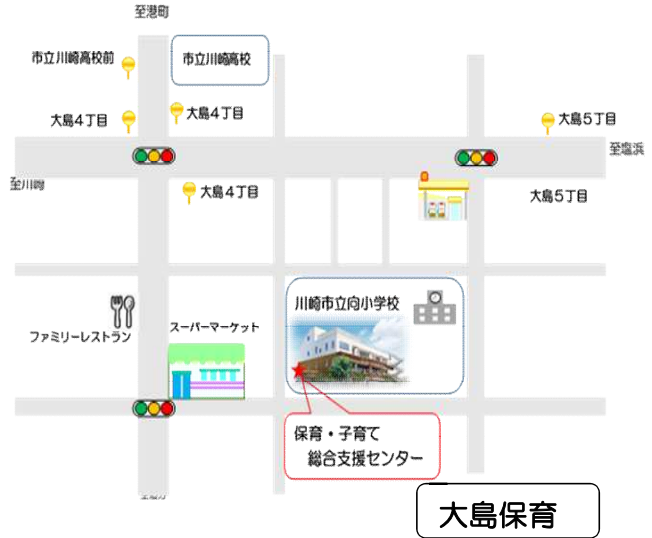 至港町
市立川崎高校前
市立川崎高校
大島4丁目
大島4丁目
大島5丁目
至塩浜
至川崎
大島4丁目
大島5丁目
川崎市立向小学校
スーパーマーケット
ファミリーレストラン
保育・子育て
総合支援センター
大島保育